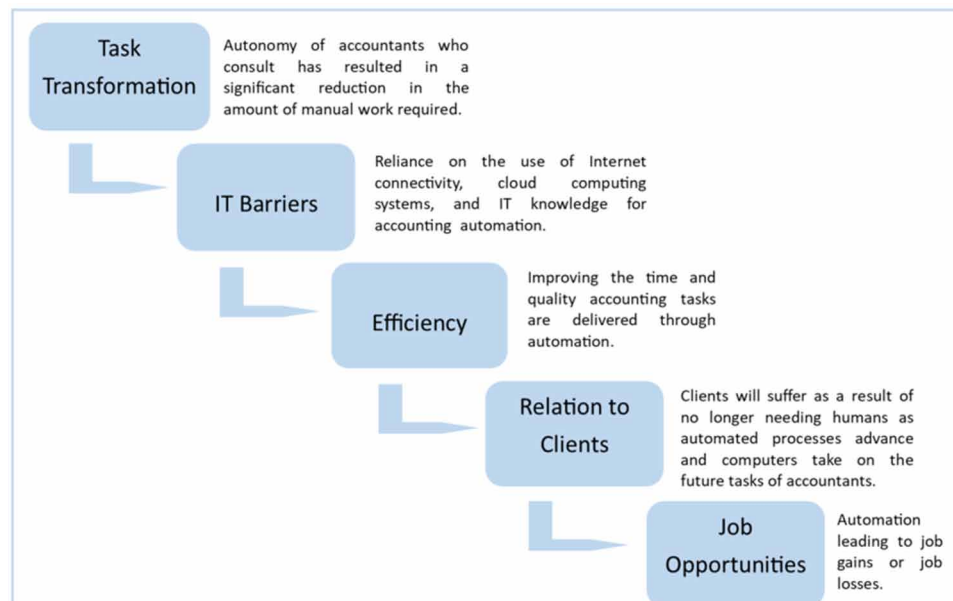 Task
Transformation
Autonomy of accountants who
consult has resulted in a
significant reduction in the
amount of manual work required.
IT Barriers
Reliance on the use of Internet
connectivity, cloud computing
systems, and IT knowledge for
accounting automation.
Efficiency
Improving the time and
quality accounting tasks
are delivered through
automation.
Relation to
Clients
Clients will suffer as a result of
no longer needing humans as
automated processes advance
and computers take on the
future tasks of accountants.
Job
Opportunities
Automation
leading to job
gains or job
losses.